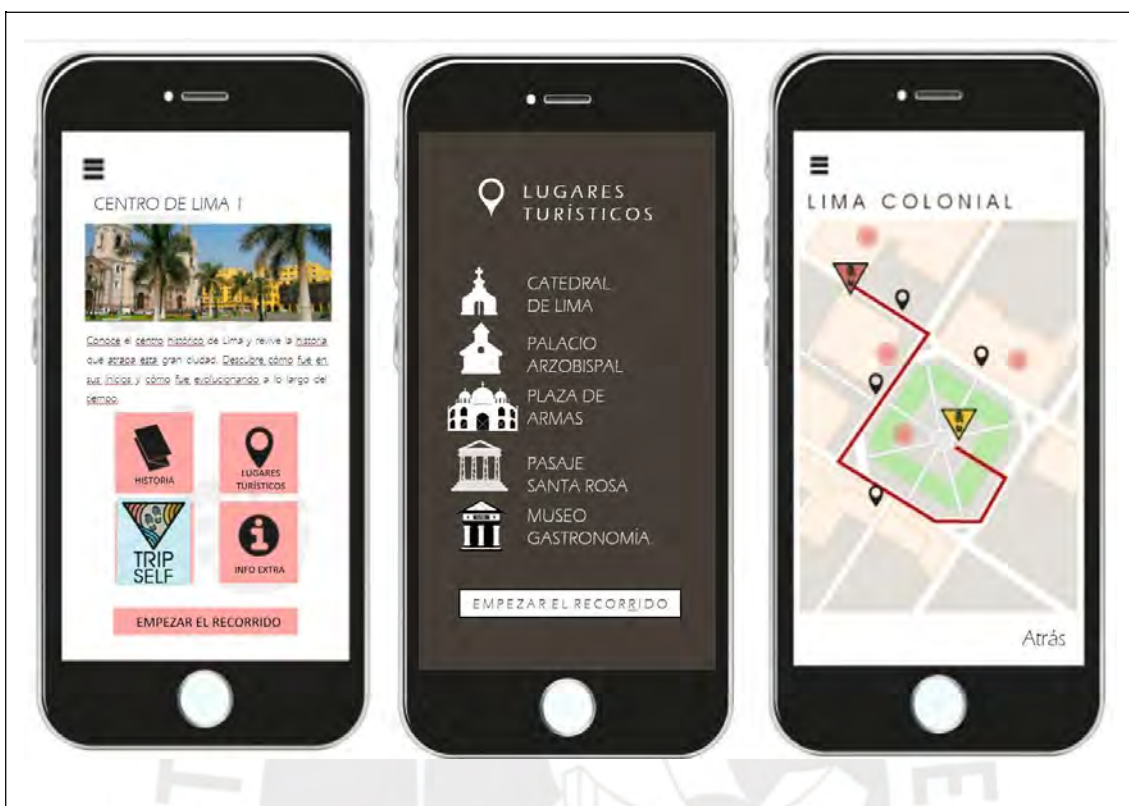 CENTRO DE LIMA 1
Conoce el centro histórico de Lima y revive la historia
que atrapa esta gran ciudad. Descubre cómo fue en
sus inicios y cómo fue evolucionando a lo largo del
tiempo.
HISTORIA
LUGARES
TURÍSTICOS
TRIP
SELF
INFO EXTRA
EMPEZAR EL RECORRIDO
LUGARES
TURÍSTICOS
CATEDRAL
DE LIMA
PALACIO
ARZOBISPAL
PLAZA DE
ARMAS
PASAJE
SANTA ROSA
MUSEO
GASTRONOMÍA
EMPEZAR EL RECORRIDO
LIMA COLONIAL
Atrás